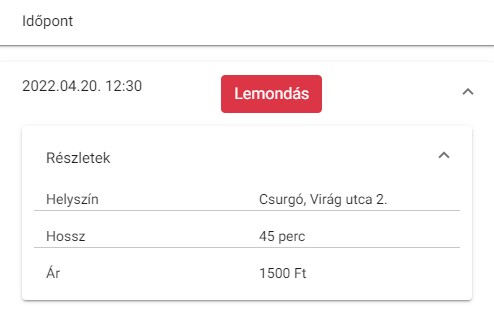 Időpont
2022.04.20. 12:30 Lemondás
Részletek
Helyszín Csurgó, Virág utca 2.
Hossz 45 perc
Ár 1500 Ft